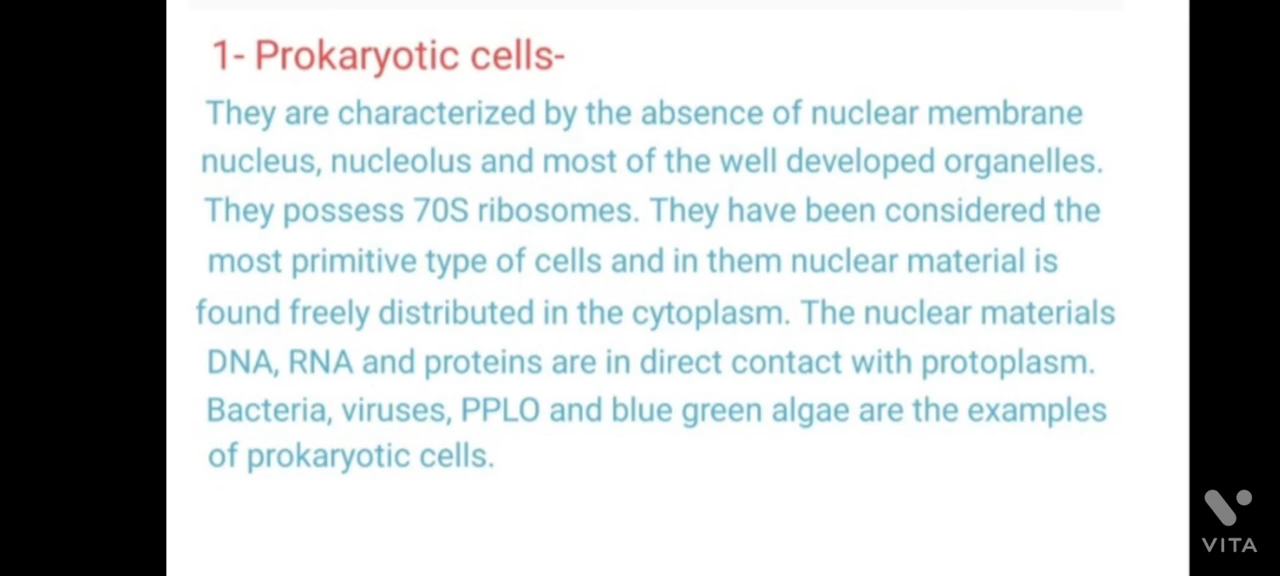 1- Prokaryotic cells-
They are characterized by the absence of nuclear membrane
nucleus, nucleolus and most of the well developed organelles.
They possess 70S ribosomes. They have been considered the
most primitive type of cells and in them nuclear material is
found freely distributed in the cytoplasm. The nuclear materials
DNA, RNA and proteins are in direct contact with protoplasm.
Bacteria, viruses, PPLO and blue green algae are the examples
of prokaryotic cells.
VITA